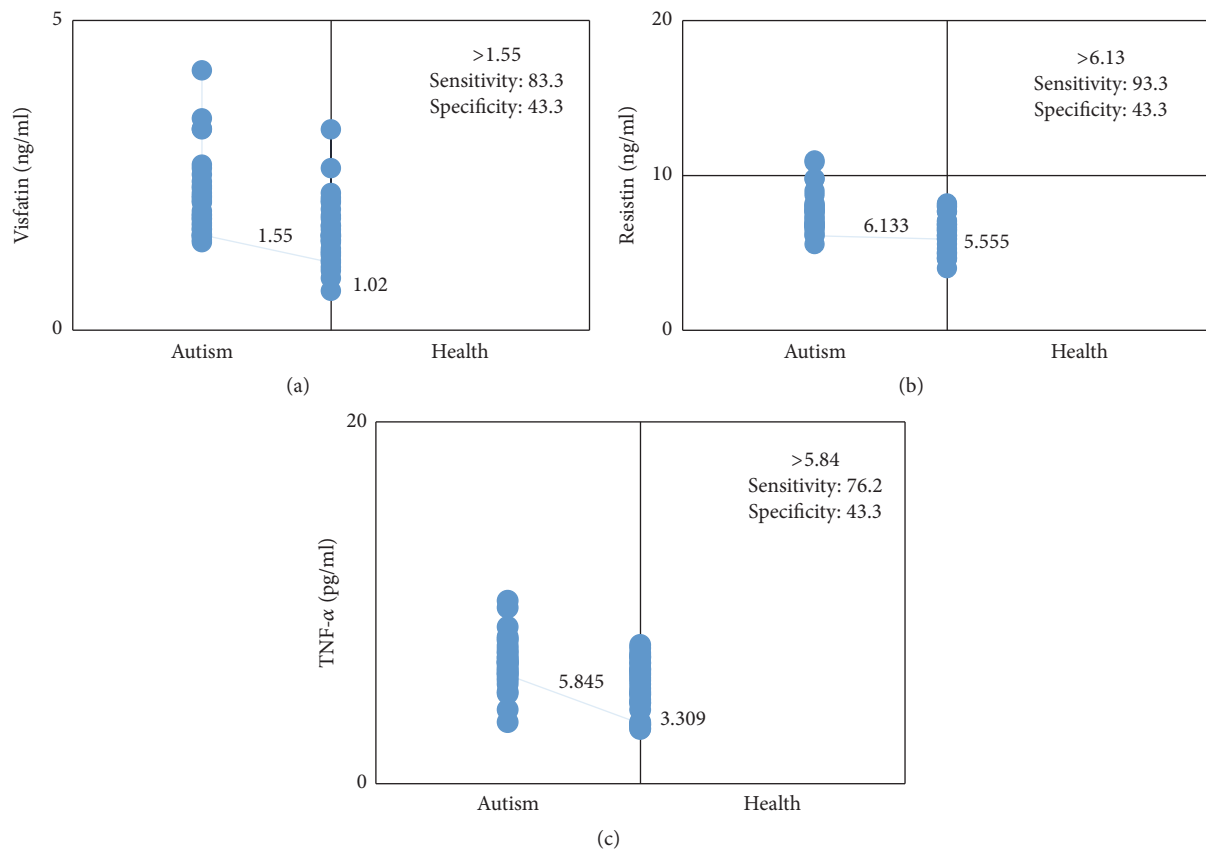 5
>1.55
Sensitivity: 83.3
Specificity: 43.3
Visfatin (ng/ml)
1.55
1.02
0
Autism
Health
(a)
20
>6.13
Sensitivity: 93.3
Specificity: 43.3
Resistin (ng/ml)
10
6.133
5.555
0
Autism
Health
(b)
20
>5.84
Sensitivity: 76.2
Specificity: 43.3
TNF-α (pg/ml)
5.845
3.309
0
Autism
Health
(c)